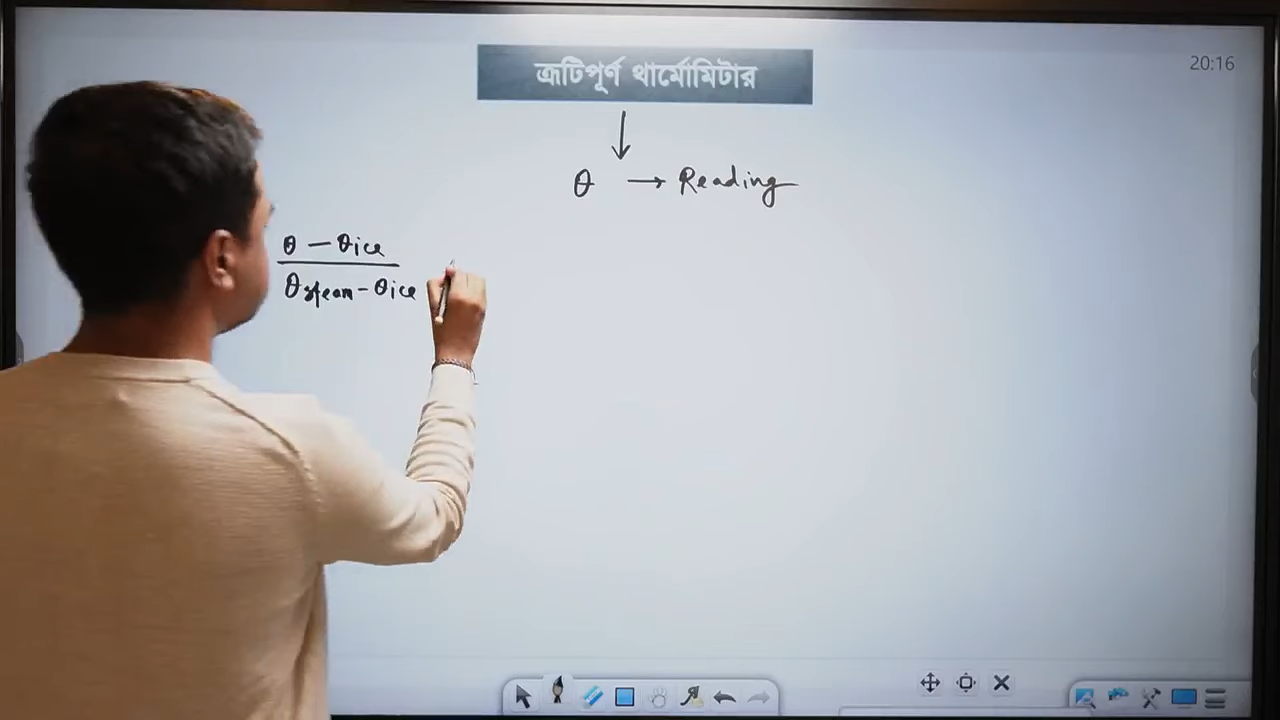 ত্রূটিপূর্ণ থার্মোমিটার
20:16
θ → Reading
θ - θice
θsteam - θice